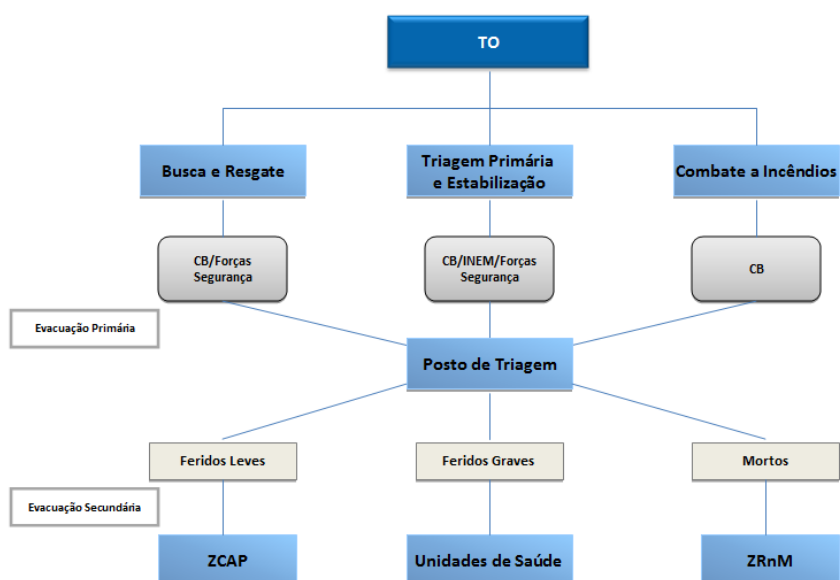 TO
Busca e Resgate
Triagem Primária
e Estabilização
Combate a Incêndios
CB/Forças
Segurança
CB/INEM/Forças
Segurança
CB
Evacuação Primária
Posto de Triagem
Feridos Leves
Feridos Graves
Mortos
Evacuação Secundária
ZCAP
Unidades de Saúde
ZRnM